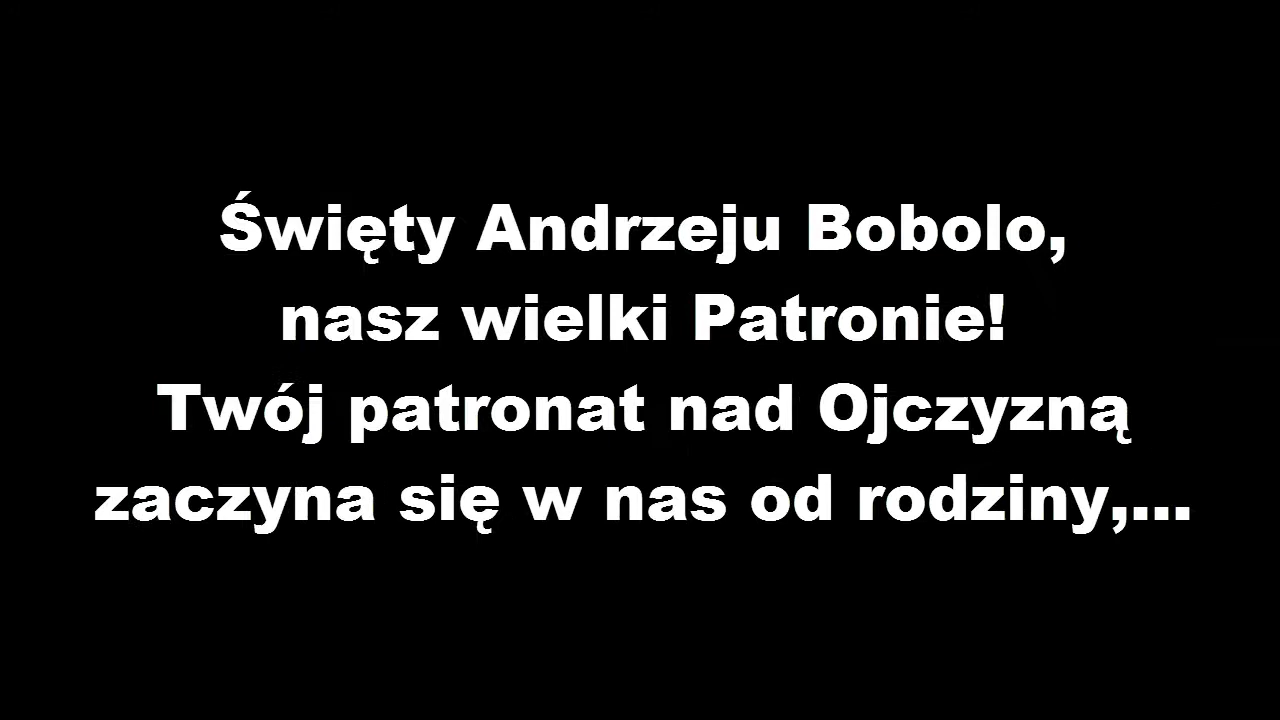 Święty Andrzeju Bobolo,
nasz wielki Patronie!
Twój patronat nad Ojczyzną
zaczyna się w nas od rodziny,...